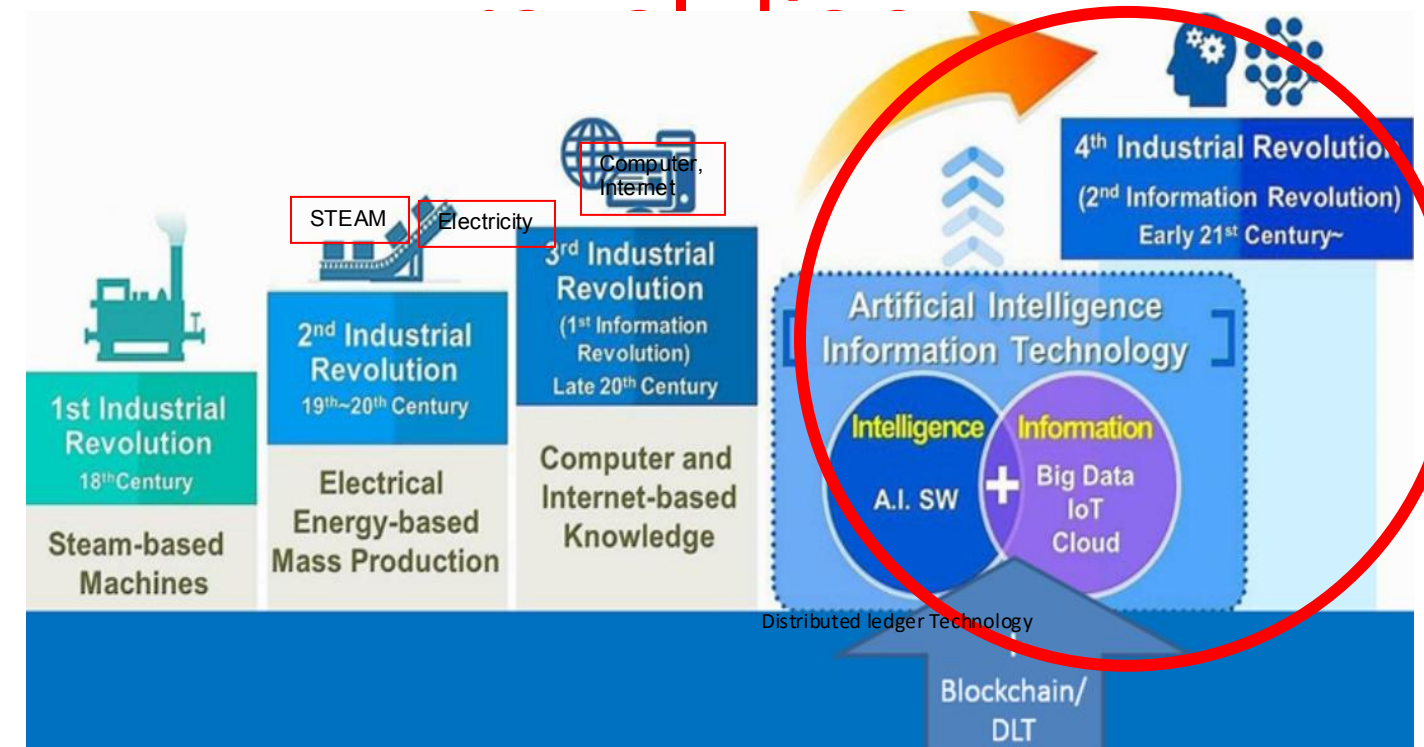 STEAM
Electricity
Computer,
Internet
1st Industrial
Revolution
18thCentury
Steam-based
Machines
2nd Industrial
Revolution
19th~20th Century
Electrical
Energy-based
Mass Production
3rd Industrial
Revolution
(1st Information
Revolution)
Late 20th Century
Computer and
Internet-based
Knowledge
Artificial Intelligence
Information Technology
Intelligence
A.I. SW
+
Information
Big Data
IoT
Cloud
4th Industrial Revolution
(2nd Information Revolution)
Early 21st Century~
Distributed ledger Technology
Blockchain/
DLT